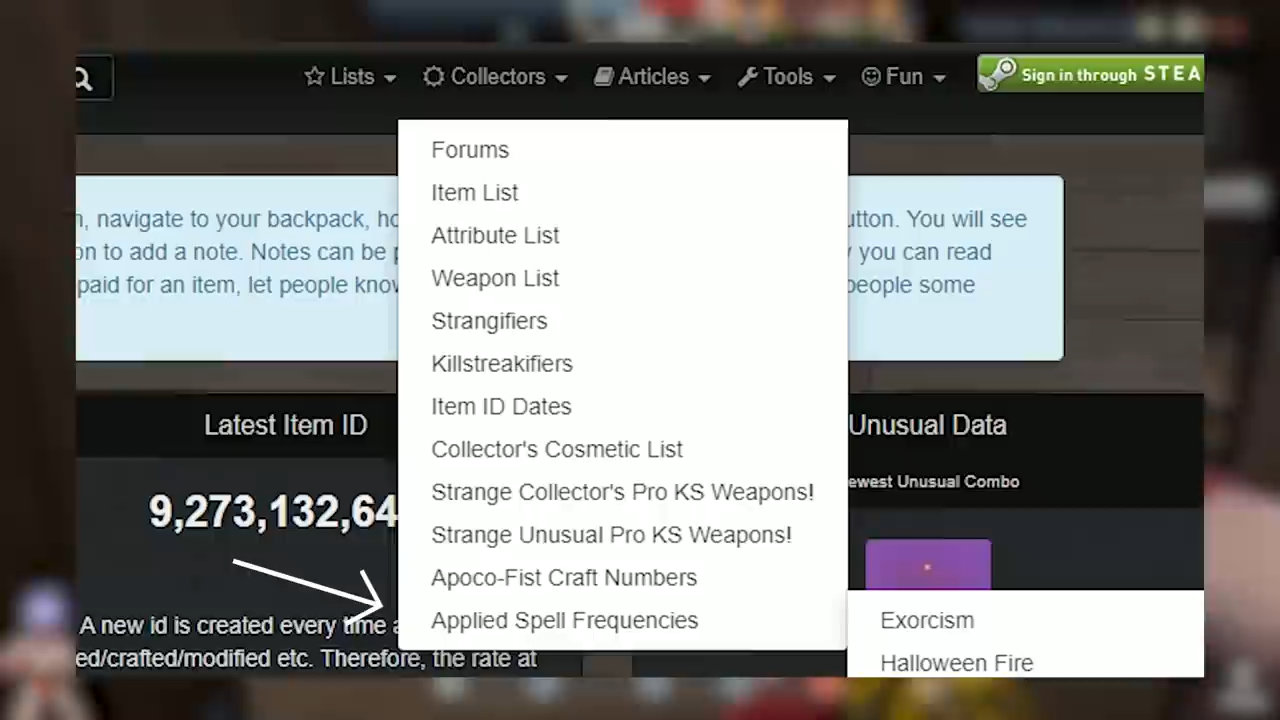 Lists
Collectors
Articles
Tools
Fun
Sign in through STEA
Forums
Item List
Attribute List
Weapon List
Strangifiers
Killstreakifiers
Item ID Dates
Collector's Cosmetic List
Strange Collector's Pro KS Weapons!
Strange Unusual Pro KS Weapons!
Apoco-Fist Craft Numbers
Applied Spell Frequencies
Exorcism
Halloween Fire
navigate to your backpack,
You will see
to add a note. Notes can be
you can read
paid for an item, let people
people some
Latest Item ID
9,273,132,64
A new id is created every time
ed/crafted/modified etc. Therefore, the rate at
Unusual Data
ewest Unusual Combo